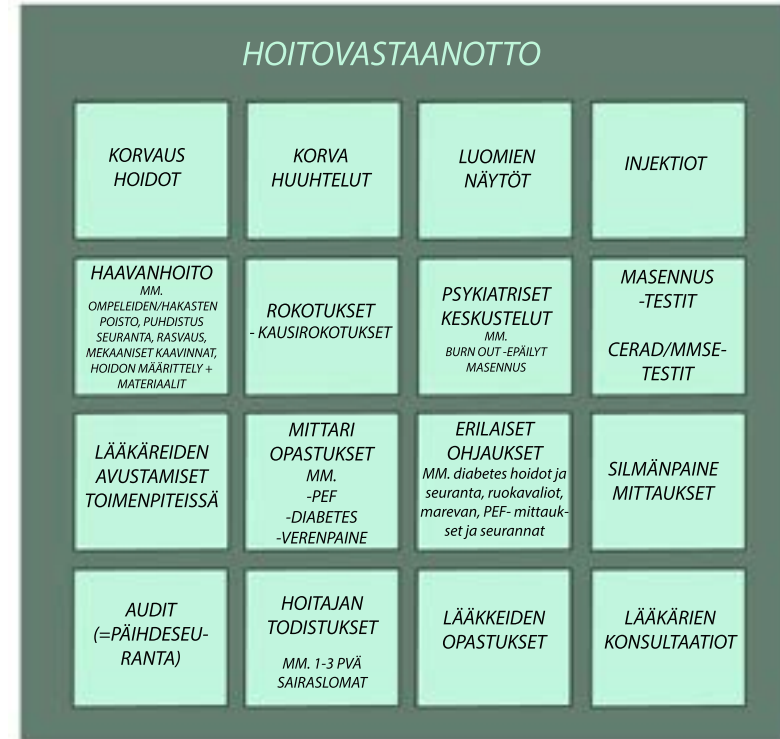 HOITOVASTAANOTTO
KORVAUS
HOIDOT
KORVA
HUUHTELUT
LUOMIEN
NÄYTÖT
INJEKTIOT
HAAVANHOITO
MM.
OMPELEIDEN/HAKASTEN
POISTO, PUHDISTUS
SEURANTA, RASVAUS,
MEKAANISET KAAVINNAT,
HOIDON MÄÄRITTELY +
MATERIAALIT
ROKOTUKSET
- KAUSIROKOTUKSET
PSYKIATRISET
KESKUSTELUT
MM.
BURN OUT -EPÄILYT
MASENNUS
MASENNUS
-TESTIT
CERAD/MMSE-
TESTIT
LÄÄKÄREIDEN
AVUSTAMISET
TOIMENPITEISSÄ
MITTARI
OPASTUKSET
MM.
-PEF
-DIABETES
-VERENPAINE
ERILAISET
OHJAUKSET
MM. diabetes hoidot ja
seuranta, ruokavaliot,
marevan, PEF- mittauk-
set ja seurannat
SILMÄNPAINE
MITTAUKSET
AUDIT
(=PÄIHDESEU-
RANTA)
HOITAJAN
TODISTUKSET
MM. 1-3 PVÄ
SAIRASLOMAT
LÄÄKKEIDEN
OPASTUKSET
LÄÄKÄRIEN
KONSULTAATIOT